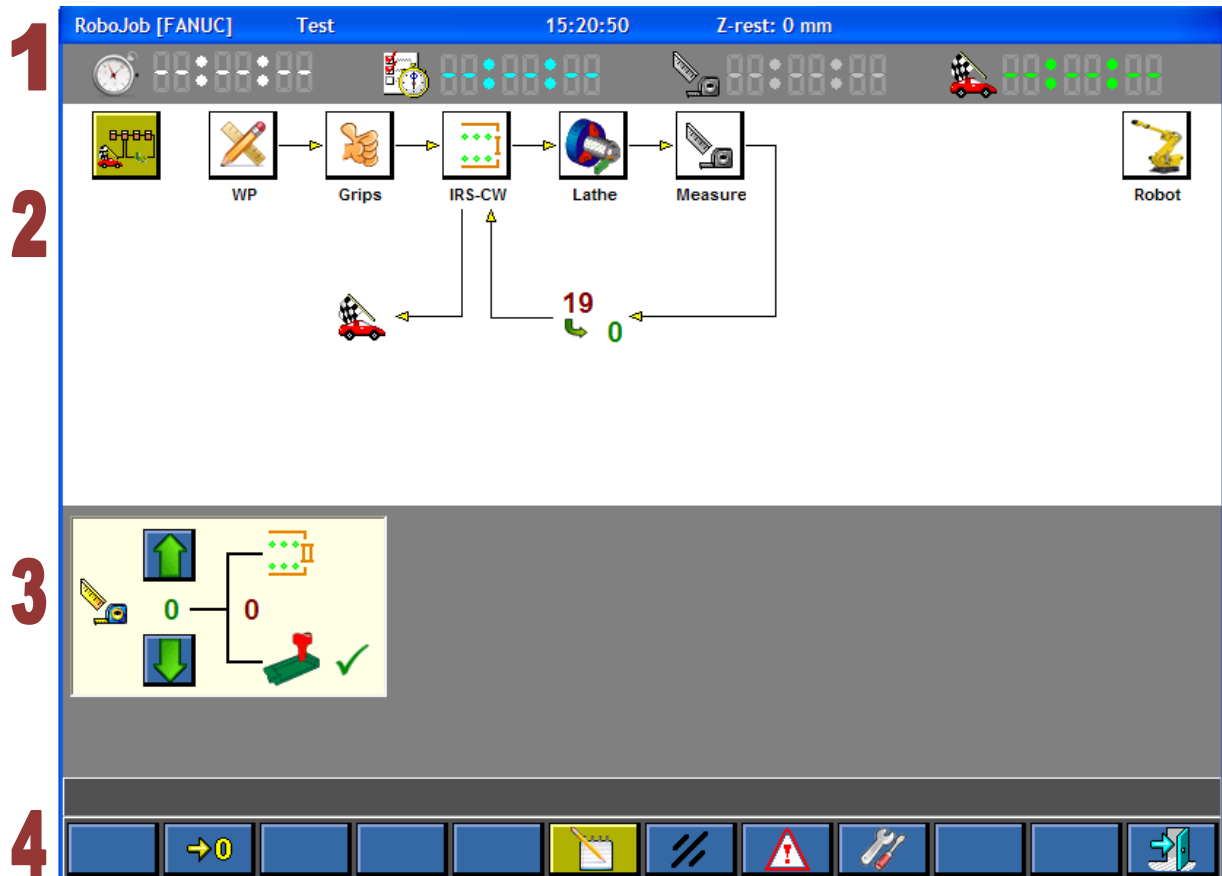 1
RoboJob [FANUC] Test 15:20:50 Z-rest: 0 mm
--:--:-- --:--:-- --:--:-- --:--:--
2
WP Grips IRS-CW Lathe Measure Robot
19
0
3
0 0
4
0